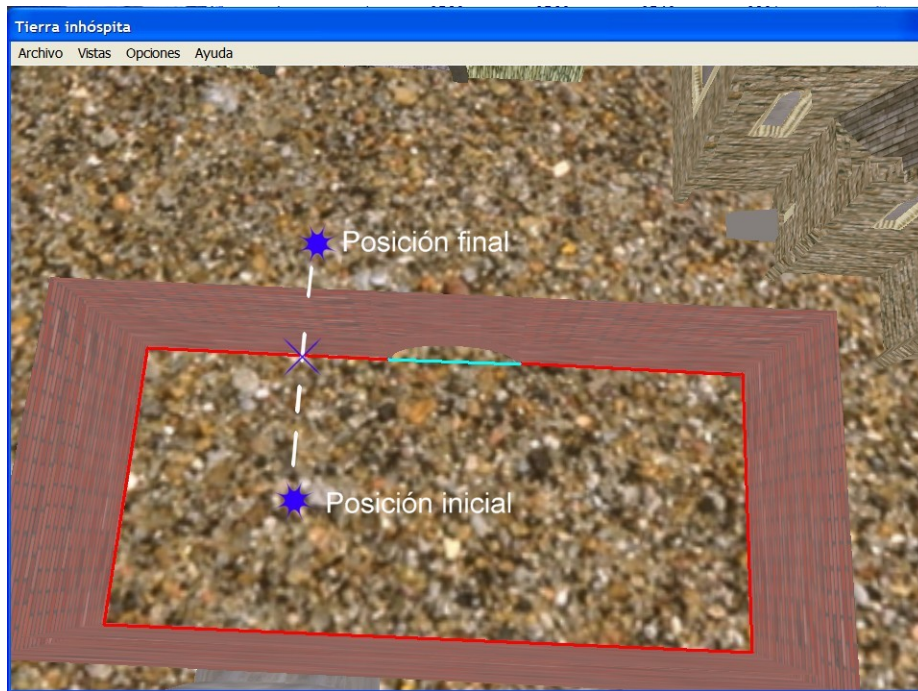 Tierra inhóspita
Archivo Vistas Opciones Ayuda
Posición final
Posición inicial